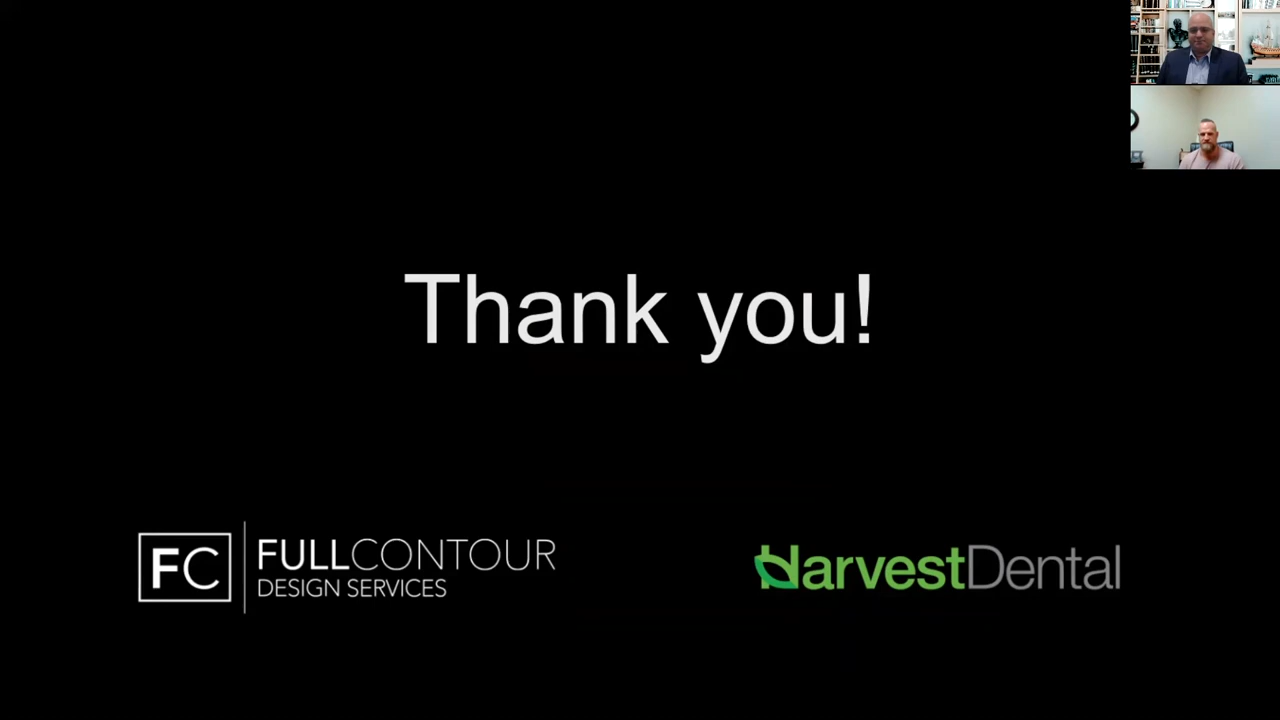 Thank you!
FC
FULLCONTOUR
DESIGN SERVICES
HarvestDental